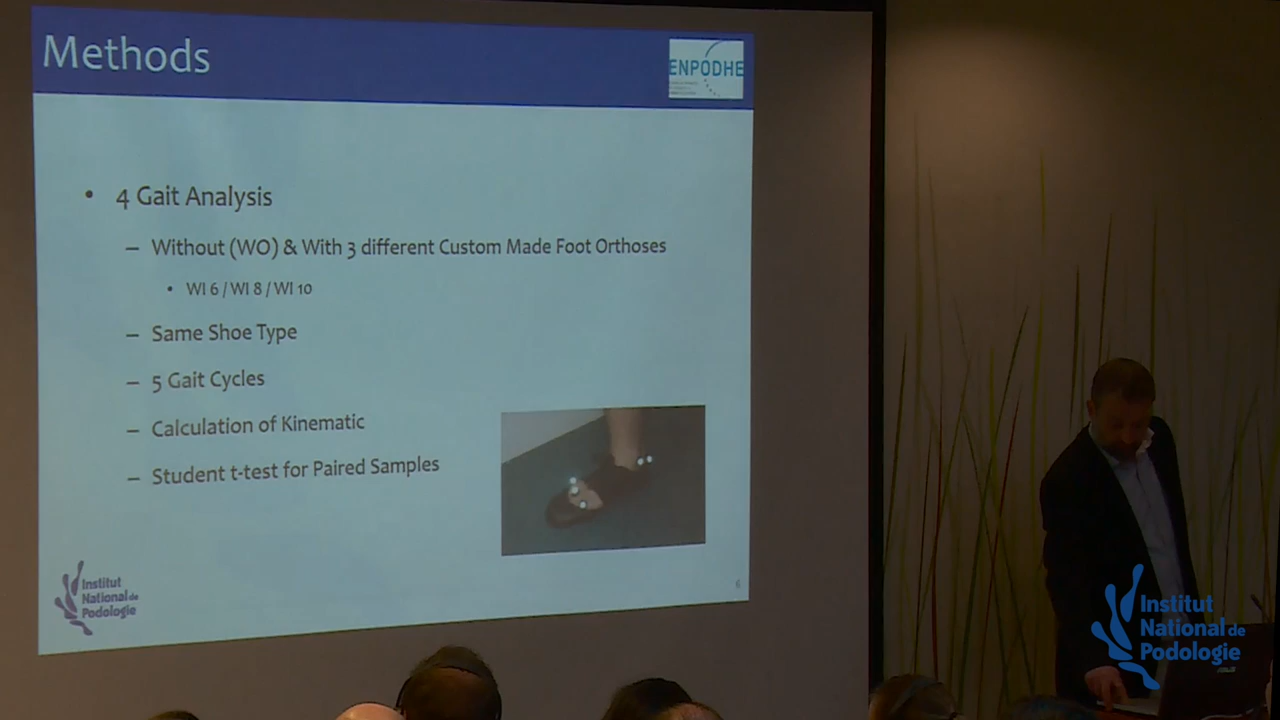 Methods
ENPODHE
• 4 Gait Analysis
– Without (WO) & With 3 different Custom Made Foot Orthoses
• WI 6 / WI 8 / WI 10
– Same Shoe Type
– 5 Gait Cycles
– Calculation of Kinematic
– Student t-test for Paired Samples
6
Institut
National de
Podologie
Institut
National de
Podologie